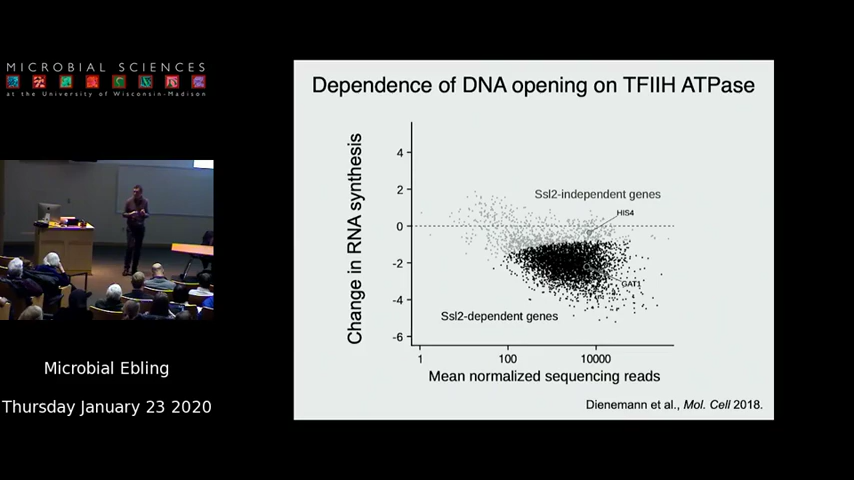 MICROBIAL SCIENCES
at the University of Wisconsin-Madison
Microbial Ebling
Thursday January 23 2020
Dependence of DNA opening on TFIIH ATPase
Change in RNA synthesis
4
2
0
-2
-4
-6
Ssl2-independent genes
HIS4
GAT1
Ssl2-dependent genes
1
100
10000
Mean normalized sequencing reads
Dienemann et al., Mol. Cell 2018.